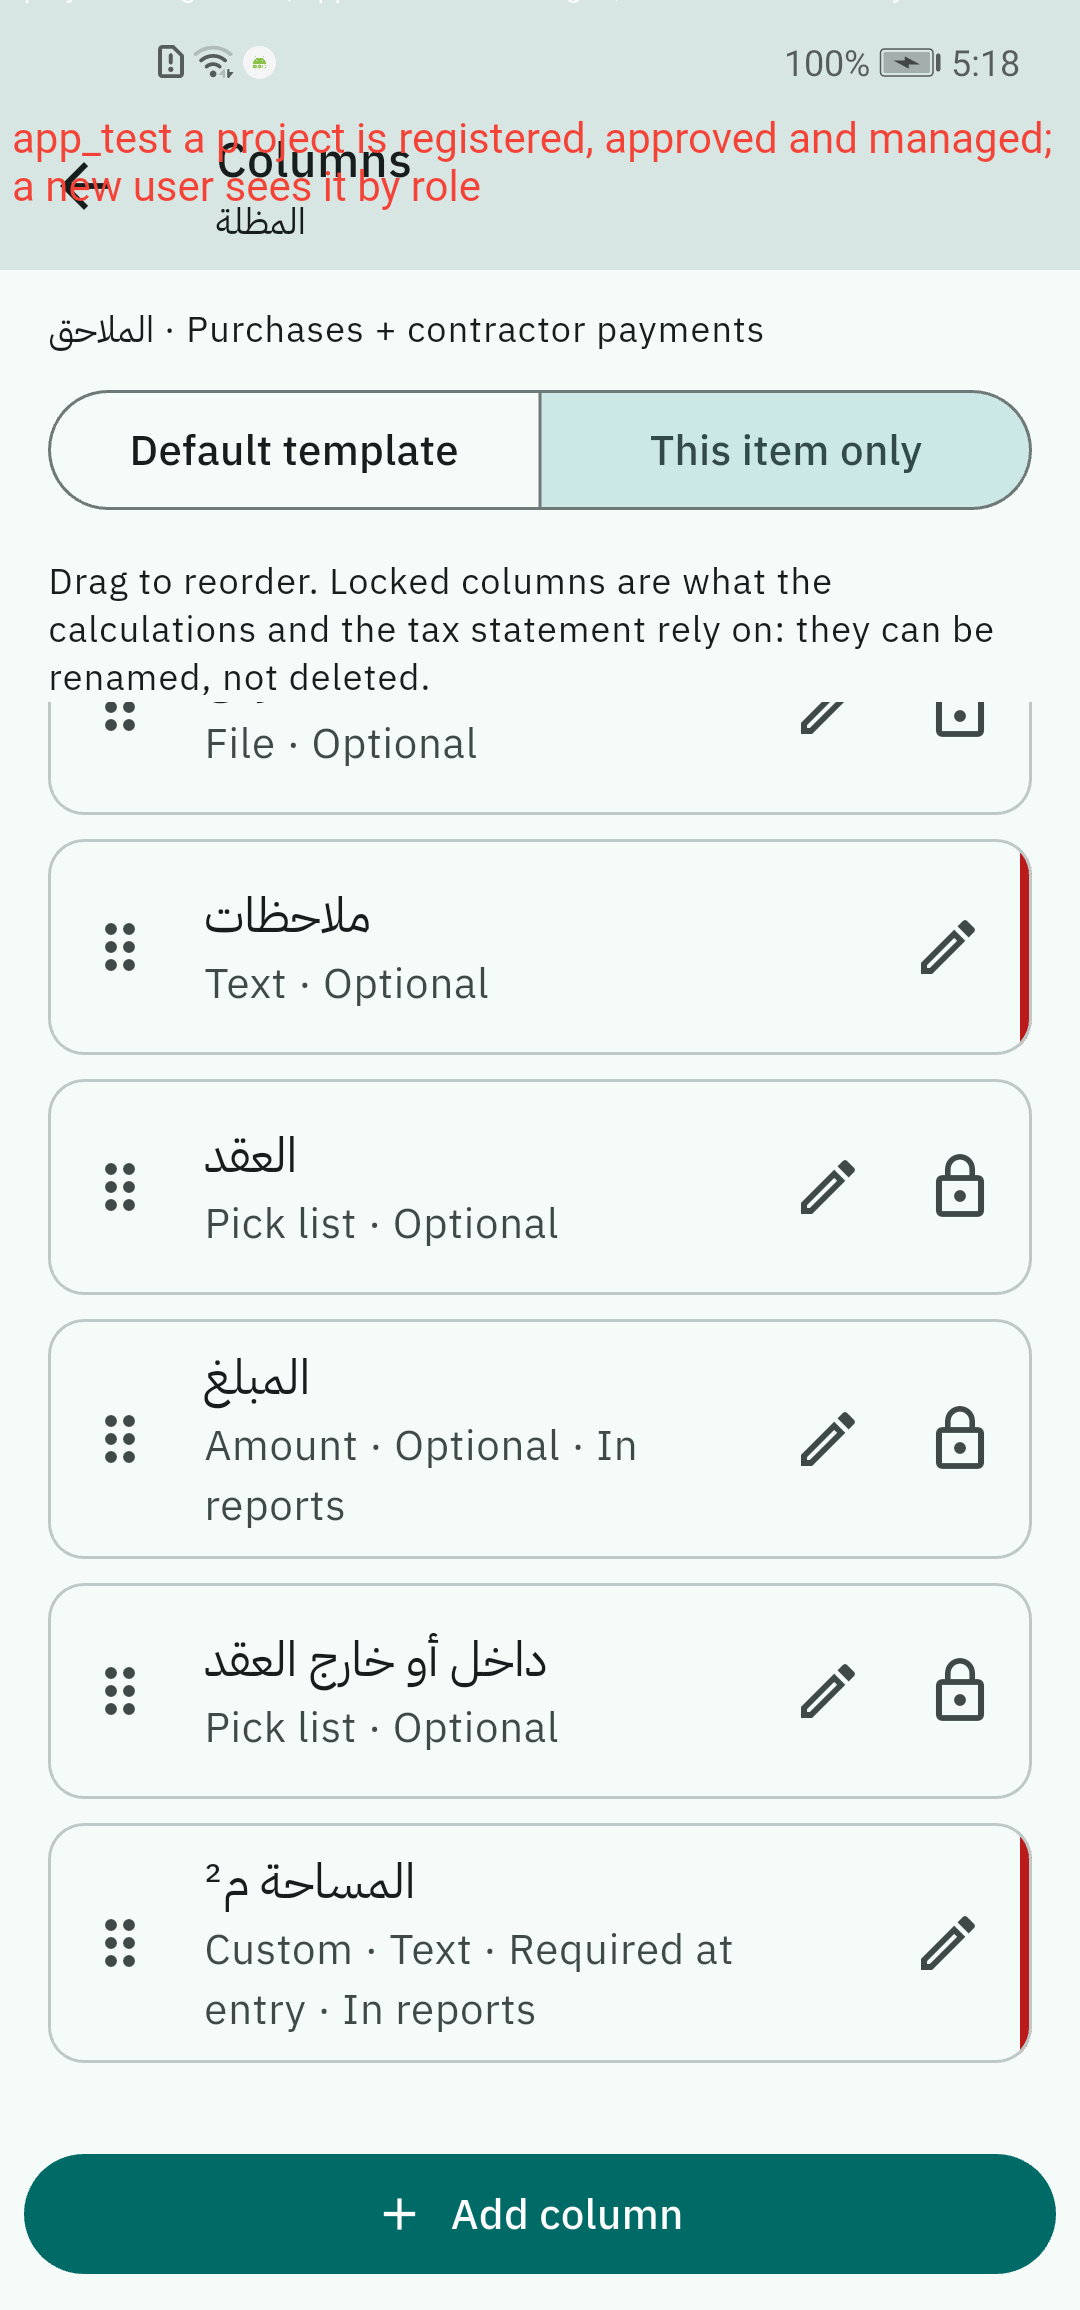 100% 5:18
app_test a project is registered, approved and managed;
a new user sees it by role
Columns
المظلة
الملاحق · Purchases + contractor payments
Default template
This item only
Drag to reorder. Locked columns are what the
calculations and the tax statement rely on: they can be
renamed, not deleted.
File · Optional
ملاحظات
Text · Optional
العقد
Pick list · Optional
المبلغ
Amount · Optional · In
reports
داخل أو خارج العقد
Pick list · Optional
المساحة م²
Custom · Text · Required at
entry · In reports
+ Add column